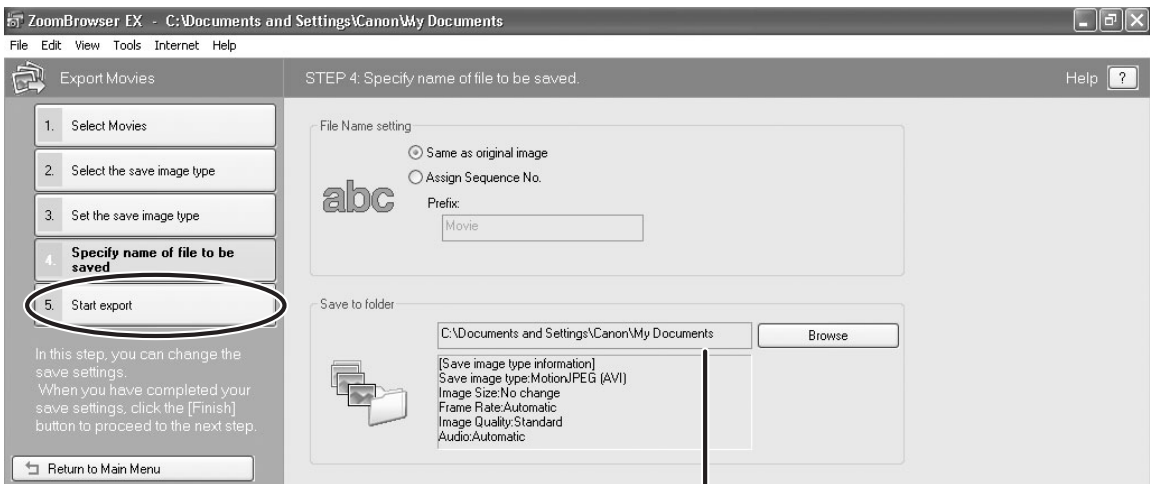 ZoomBrowser EX - C:\Documents and Settings\Canon\My Documents
File Edit View Tools Internet Help
Export Movies
STEP 4: Specify name of file to be saved.
Help ?
1. Select Movies
2. Select the save image type
3. Set the save image type
4. Specify name of file to be
saved
5. Start export
In this step, you can change the
save settings.
When you have completed your
save settings, click the [Finish]
button to proceed to the next step.
Return to Main Menu
File Name setting
abc
Same as original image
Assign Sequence No.
Prefix:
Movie
Save to folder
C:\Documents and Settings\Canon\My Documents
Browse
[Save image type information]
Save image type:MotionJPEG (AVI)
Image Size:No change
Frame Rate:Automatic
Image Quality:Standard
Audio:Automatic